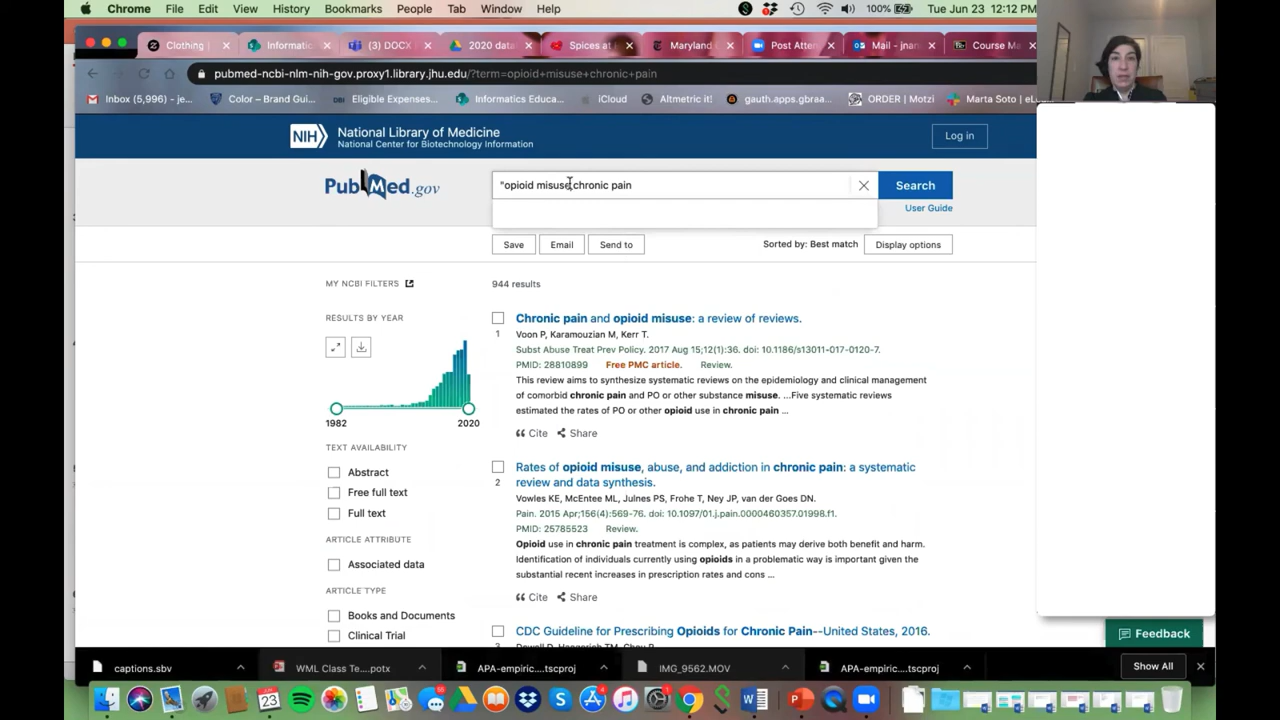 Chrome File Edit View History Bookmarks People Tab Window Help 100% Tue Jun 23 12:12 PM
Clothing | Informatio (3) DOCX 2020 data Spices at Maryland c Post Atten Mail - jnan Course Ma
pubmed-ncbi-nlm-nih-gov.proxy1.library.jhu.edu/?term=opioid+misuse+chronic+pain
Inbox (5,996) - je... Color – Brand Gui... DBI Eligible Expenses... Informatics Educa... iCloud Altmetric it! gauth.apps.gbraa... ORDER | Motzi Marta Soto | eL
NIH National Library of Medicine
National Center for Biotechnology Information
Log in
PubMed.gov
"opioid misuse chronic pain
Search
User Guide
Save Email Send to Sorted by: Best match Display options
MY NCBI FILTERS
944 results
RESULTS BY YEAR
1982 2020
TEXT AVAILABILITY
Abstract
Free full text
Full text
ARTICLE ATTRIBUTE
Associated data
ARTICLE TYPE
Books and Documents
Clinical Trial
Chronic pain and opioid misuse: a review of reviews.
1 Voon P, Karamouzian M, Kerr T.
Subst Abuse Treat Prev Policy. 2017 Aug 15;12(1):36. doi: 10.1186/s13011-017-0120-7.
PMID: 28810899 Free PMC article. Review.
This review aims to synthesize systematic reviews on the epidemiology and clinical management
of comorbid chronic pain and PO or other substance misuse. ...Five systematic reviews
estimated the rates of PO or other opioid use in chronic pain ...
Cite Share
Rates of opioid misuse, abuse, and addiction in chronic pain: a systematic
2 review and data synthesis.
Vowles KE, McEntee ML, Julnes PS, Frohe T, Ney JP, van der Goes DN.
Pain. 2015 Apr;156(4):569-76. doi: 10.1097/01.j.pain.0000460357.01998.f1.
PMID: 25785523 Review.
Opioid use in chronic pain treatment is complex, as patients may derive both benefit and harm.
Identification of individuals currently using opioids in a problematic way is important given the
substantial recent increases in prescription rates and cons ...
Cite Share
CDC Guideline for Prescribing Opioids for Chronic Pain--United States, 2016.
Feedback
captions.sbv WML Class Te....potx APA-empiric....tscproj IMG_9562.MOV APA-empiric....tscproj Show All